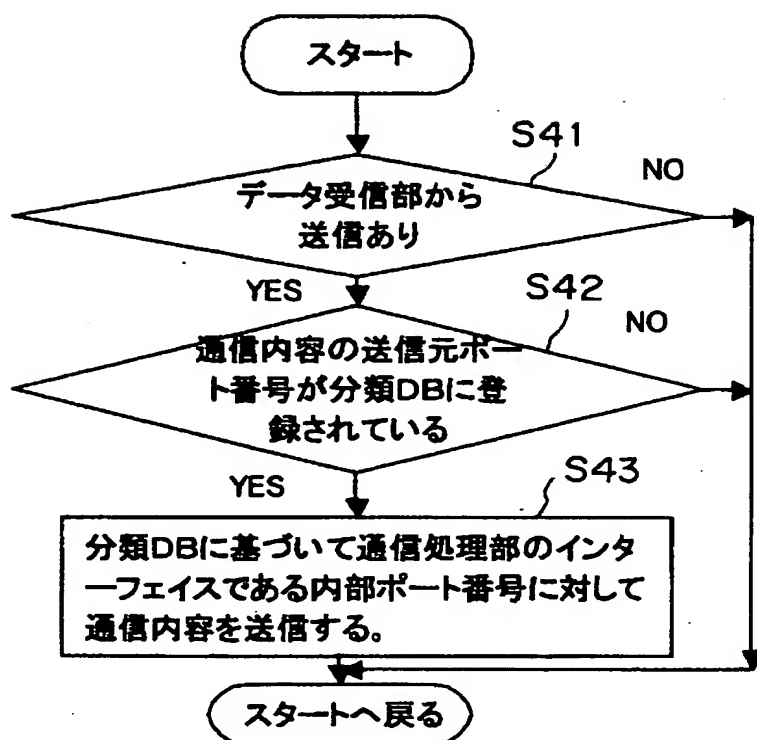 スタート
S41
NO
データ受信部から
送信あり
YES
S42
NO
通信内容の送信元ポー
ト番号が分類DBに登
録されている
YES
S43
分類DBに基づいて通信処理部のインタ
ーフェイスである内部ポート番号に対して
通信内容を送信する。
スタートへ戻る